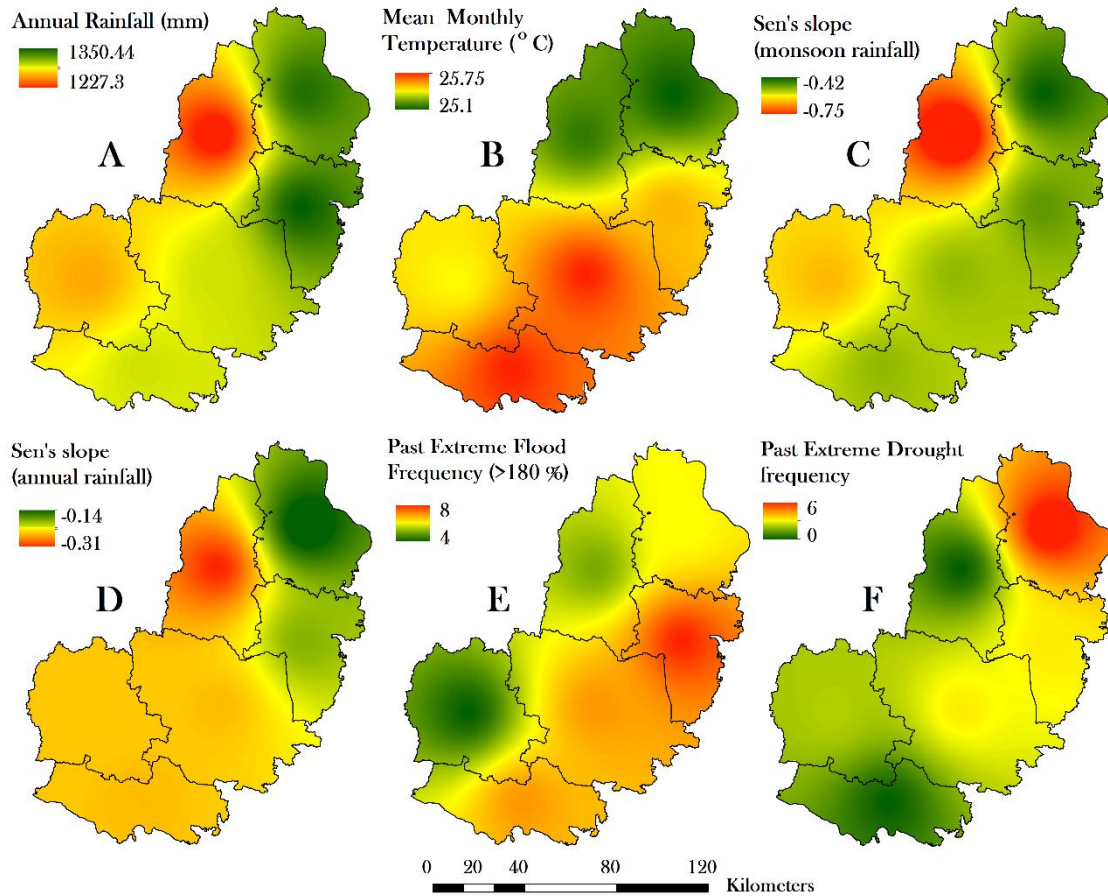 Annual Rainfall (mm)
1350.44
1227.3
A
Mean Monthly
Temperature (° C)
25.75
25.1
B
Sen's slope
(monsoon rainfall)
-0.42
-0.75
C
Sen's slope
(annual rainfall)
-0.14
-0.31
D
Past Extreme Flood
Frequency (>180 %)
8
4
E
Past Extreme Drought
frequency
6
0
F
0 20 40 80 120
Kilometers